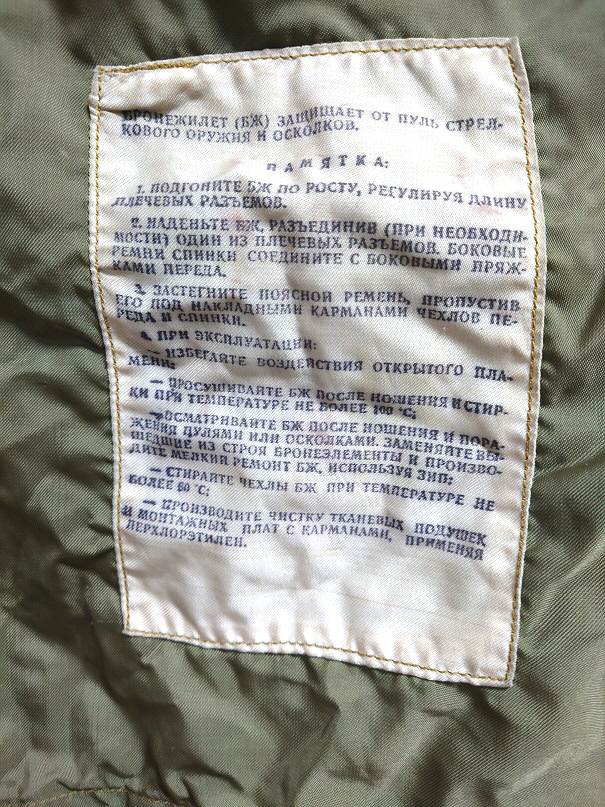 БРОНЕЖИЛЕТ (БЖ) ЗАЩИЩАЕТ ОТ ПУЛЬ СТРЕЛ-
КОВОГО ОРУЖИЯ И ОСКОЛКОВ.
ПАМЯТКА:
1. ПОДГОНИТЕ БЖ ПО РОСТУ, РЕГУЛИРУЯ ДЛИНУ
ПЛЕЧЕВЫХ РАЗЪЕМОВ.
2. НАДЕНЬТЕ БЖ, РАЗЪЕДИНИВ (ПРИ НЕОБХОДИ-
МОСТИ) ОДИН ИЗ ПЛЕЧЕВЫХ РАЗЪЕМОВ. БОКОВЫЕ
РЕМНИ СПИНКИ СОЕДИНИТЕ С БОКОВЫМИ ПРЯЖ-
КАМИ ПЕРЕДА.
3. ЗАСТЕГНИТЕ ПОЯСНОЙ РЕМЕНЬ, ПРОПУСТИВ
ЕГО ПОД НАКЛАДНЫМИ КАРМАНАМИ ЧЕХЛОВ ПЕ-
РЕДА И СПИНКИ.
4. ПРИ ЭКСПЛУАТАЦИИ:
— ИЗБЕГАЙТЕ ВОЗДЕЙСТВИЯ ОТКРЫТОГО ПЛА-
МЕНИ;
— ПРОСУШИВАЙТЕ БЖ ПОСЛЕ НОШЕНИЯ И СТИР-
КИ ПРИ ТЕМПЕРАТУРЕ НЕ БОЛЕЕ 100 °С;
— ОСМАТРИВАЙТЕ БЖ ПОСЛЕ НОШЕНИЯ И ПОРА-
ЖЕНИЯ ПУЛЯМИ ИЛИ ОСКОЛКАМИ. ЗАМЕНЯЙТЕ ВЫ-
ШЕДШИЕ ИЗ СТРОЯ БРОНЕЭЛЕМЕНТЫ И ПРОИЗВО-
ДИТЕ МЕЛКИЙ РЕМОНТ БЖ, ИСПОЛЬЗУЯ ЗИП;
— СТИРАЙТЕ ЧЕХЛЫ БЖ ПРИ ТЕМПЕРАТУРЕ НЕ
БОЛЕЕ 60 °С;
— ПРОИЗВОДИТЕ ЧИСТКУ ТКАНЕВЫХ ПОДУШЕК
И МОНТАЖНЫХ ПЛАТ С КАРМАНАМИ, ПРИМЕНЯЯ
ПЕРХЛОРЭТИЛЕН.